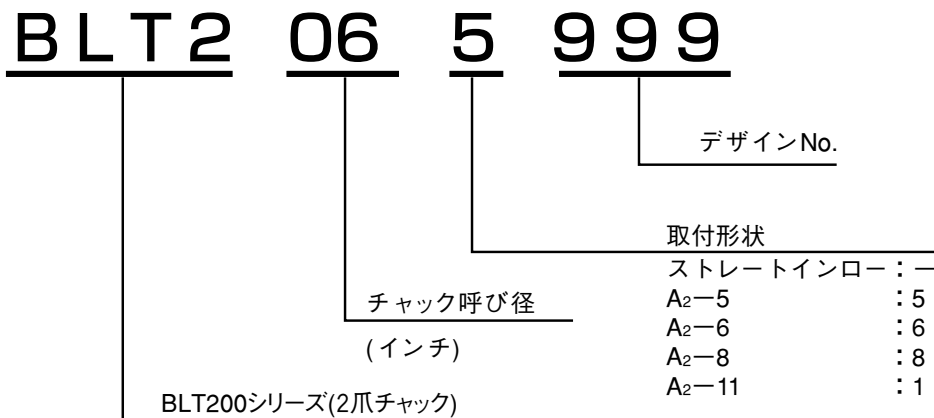 BLT2 06 5 999
デザインNo.
取付形状
ストレートインロー:ー
A2ー5 :5
A2ー6 :6
A2ー8 :8
A2ー11 :1
チャック呼び径
(インチ)
BLT200シリーズ(2爪チャック)